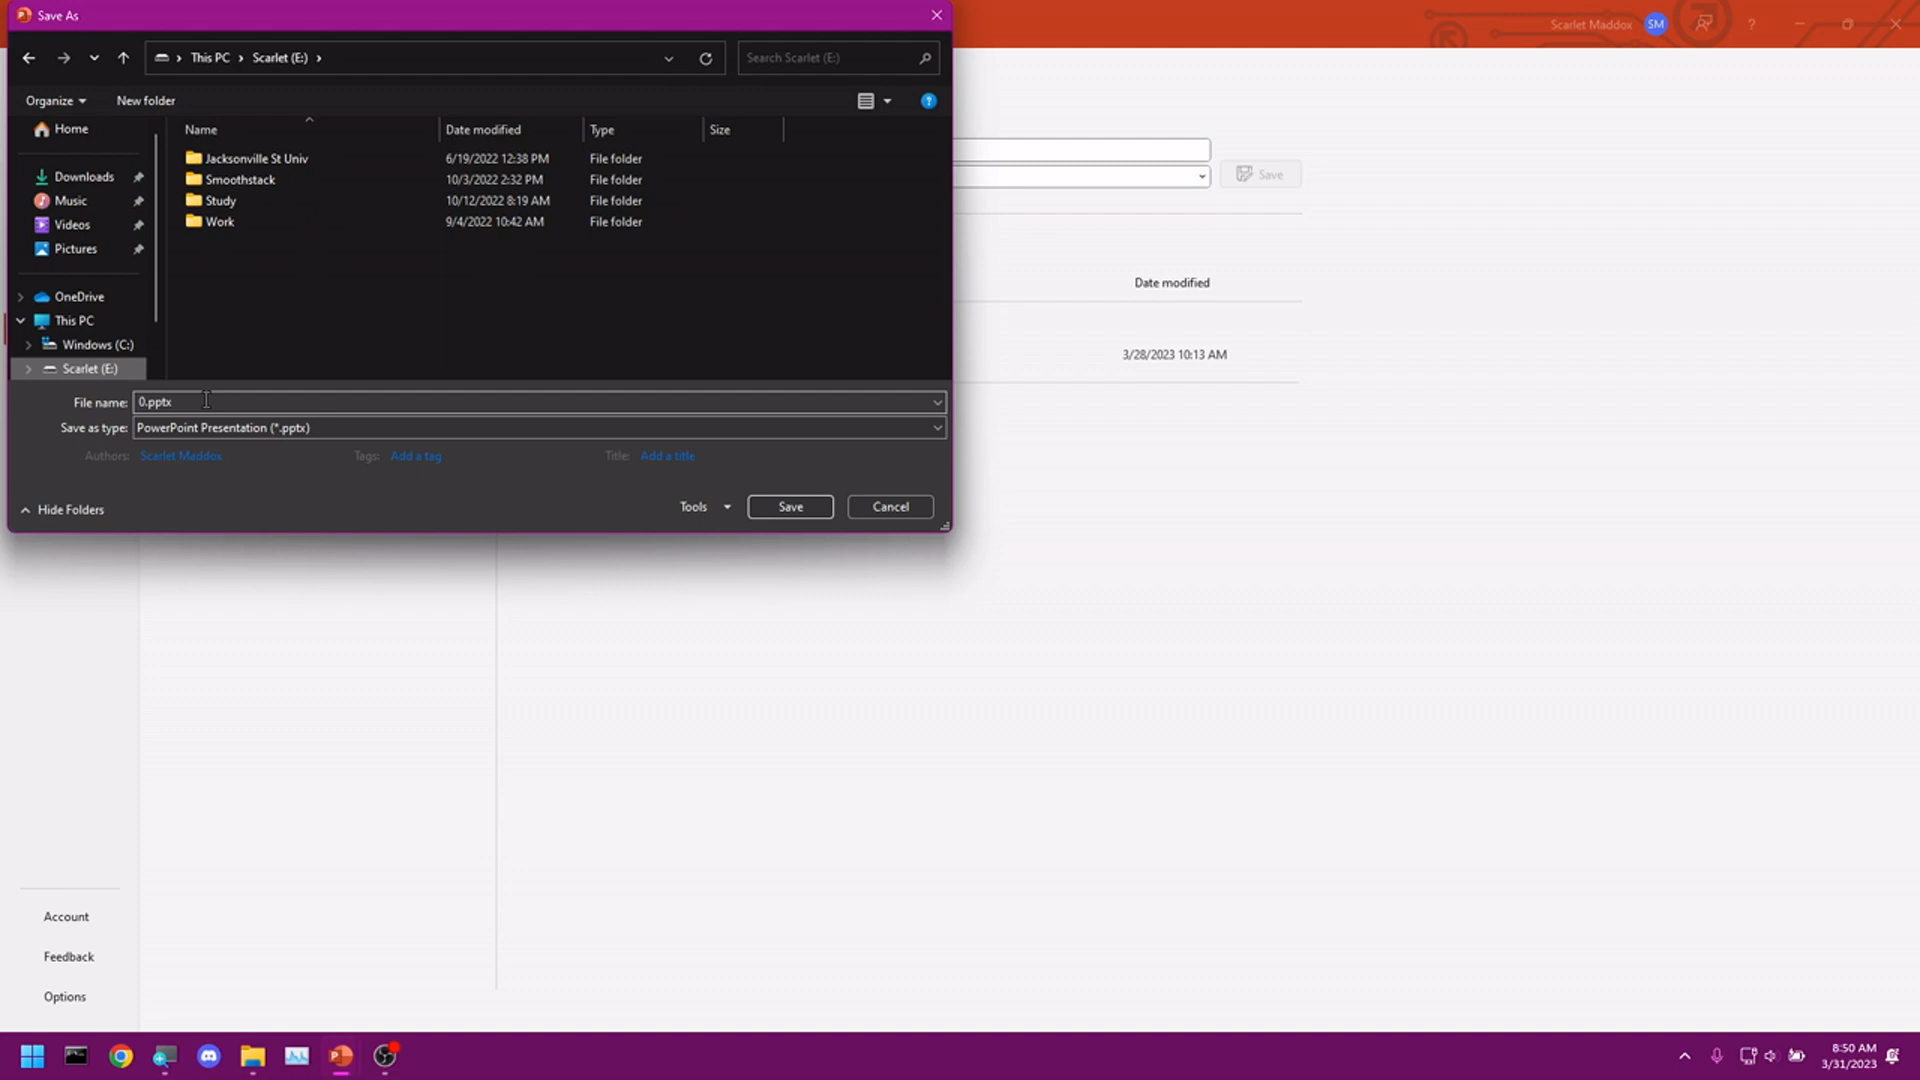 Save As
Scarlet Maddox SM ?
This PC Scarlet (E:)
Search Scarlet (E:)
Organize New folder
Home
Name Date modified Type Size
Jacksonville St Univ 6/19/2022 12:38 PM File folder
Downloads
Smoothstack 10/3/2022 2:32 PM File folder
Save
Music
Study 10/12/2022 8:19 AM File folder
Videos
Work 9/4/2022 10:42 AM File folder
Pictures
Date modified
OneDrive
This PC
Windows (C:)
3/28/2023 10:13 AM
Scarlet (E:)
File name: 0.pptx
Save as type: PowerPoint Presentation (*.pptx)
Authors: Scarlet Maddox Tags: Add a tag Title: Add a title
Hide Folders Tools Save Cancel
Account
Feedback
Options
8:50 AM
3/31/2023